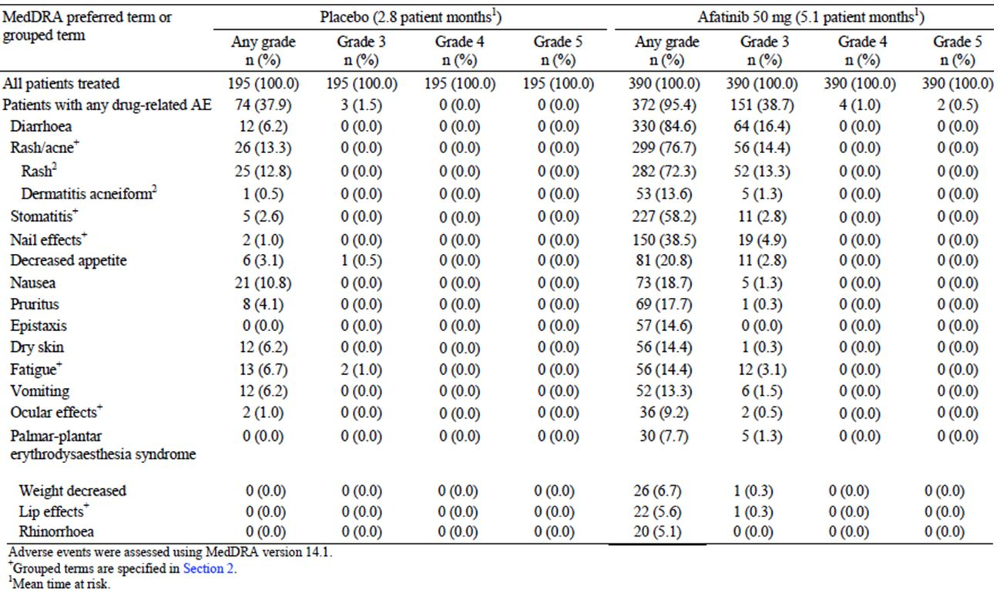 MedDRA preferred term or grouped term Placebo (2.8 patient months¹) Afatinib 50 mg (5.1 patient months¹)
Any grade Grade 3 Grade 4 Grade 5 Any grade Grade 3 Grade 4 Grade 5
n (%) n (%) n (%) n (%) n (%) n (%) n (%) n (%)
All patients treated 195 (100.0) 195 (100.0) 195 (100.0) 195 (100.0) 390 (100.0) 390 (100.0) 390 (100.0) 390 (100.0)
Patients with any drug-related AE 74 (37.9) 3 (1.5) 0 (0.0) 0 (0.0) 372 (95.4) 151 (38.7) 4 (1.0) 2 (0.5)
Diarrhoea 12 (6.2) 0 (0.0) 0 (0.0) 0 (0.0) 330 (84.6) 64 (16.4) 0 (0.0) 0 (0.0)
Rash/acne⁺ 26 (13.3) 0 (0.0) 0 (0.0) 0 (0.0) 299 (76.7) 56 (14.4) 0 (0.0) 0 (0.0)
Rash² 25 (12.8) 0 (0.0) 0 (0.0) 0 (0.0) 282 (72.3) 52 (13.3) 0 (0.0) 0 (0.0)
Dermatitis acneiform² 1 (0.5) 0 (0.0) 0 (0.0) 0 (0.0) 53 (13.6) 5 (1.3) 0 (0.0) 0 (0.0)
Stomatitis⁺ 5 (2.6) 0 (0.0) 0 (0.0) 0 (0.0) 227 (58.2) 11 (2.8) 0 (0.0) 0 (0.0)
Nail effects⁺ 2 (1.0) 0 (0.0) 0 (0.0) 0 (0.0) 150 (38.5) 19 (4.9) 0 (0.0) 0 (0.0)
Decreased appetite 6 (3.1) 1 (0.5) 0 (0.0) 0 (0.0) 81 (20.8) 11 (2.8) 0 (0.0) 0 (0.0)
Nausea 21 (10.8) 0 (0.0) 0 (0.0) 0 (0.0) 73 (18.7) 5 (1.3) 0 (0.0) 0 (0.0)
Pruritus 8 (4.1) 0 (0.0) 0 (0.0) 0 (0.0) 69 (17.7) 1 (0.3) 0 (0.0) 0 (0.0)
Epistaxis 0 (0.0) 0 (0.0) 0 (0.0) 0 (0.0) 57 (14.6) 0 (0.0) 0 (0.0) 0 (0.0)
Dry skin 12 (6.2) 0 (0.0) 0 (0.0) 0 (0.0) 56 (14.4) 1 (0.3) 0 (0.0) 0 (0.0)
Fatigue⁺ 13 (6.7) 2 (1.0) 0 (0.0) 0 (0.0) 56 (14.4) 12 (3.1) 0 (0.0) 0 (0.0)
Vomiting 12 (6.2) 0 (0.0) 0 (0.0) 0 (0.0) 52 (13.3) 6 (1.5) 0 (0.0) 0 (0.0)
Ocular effects⁺ 2 (1.0) 0 (0.0) 0 (0.0) 0 (0.0) 36 (9.2) 2 (0.5) 0 (0.0) 0 (0.0)
Palmar-plantar 0 (0.0) 0 (0.0) 0 (0.0) 0 (0.0) 30 (7.7) 5 (1.3) 0 (0.0) 0 (0.0)
erythrodysaesthesia syndrome
Weight decreased 0 (0.0) 0 (0.0) 0 (0.0) 0 (0.0) 26 (6.7) 1 (0.3) 0 (0.0) 0 (0.0)
Lip effects⁺ 0 (0.0) 0 (0.0) 0 (0.0) 0 (0.0) 22 (5.6) 1 (0.3) 0 (0.0) 0 (0.0)
Rhinorrhoea 0 (0.0) 0 (0.0) 0 (0.0) 0 (0.0) 20 (5.1) 0 (0.0) 0 (0.0) 0 (0.0)
Adverse events were assessed using MedDRA version 14.1.
⁺Grouped terms are specified in Section 2.
¹Mean time at risk.